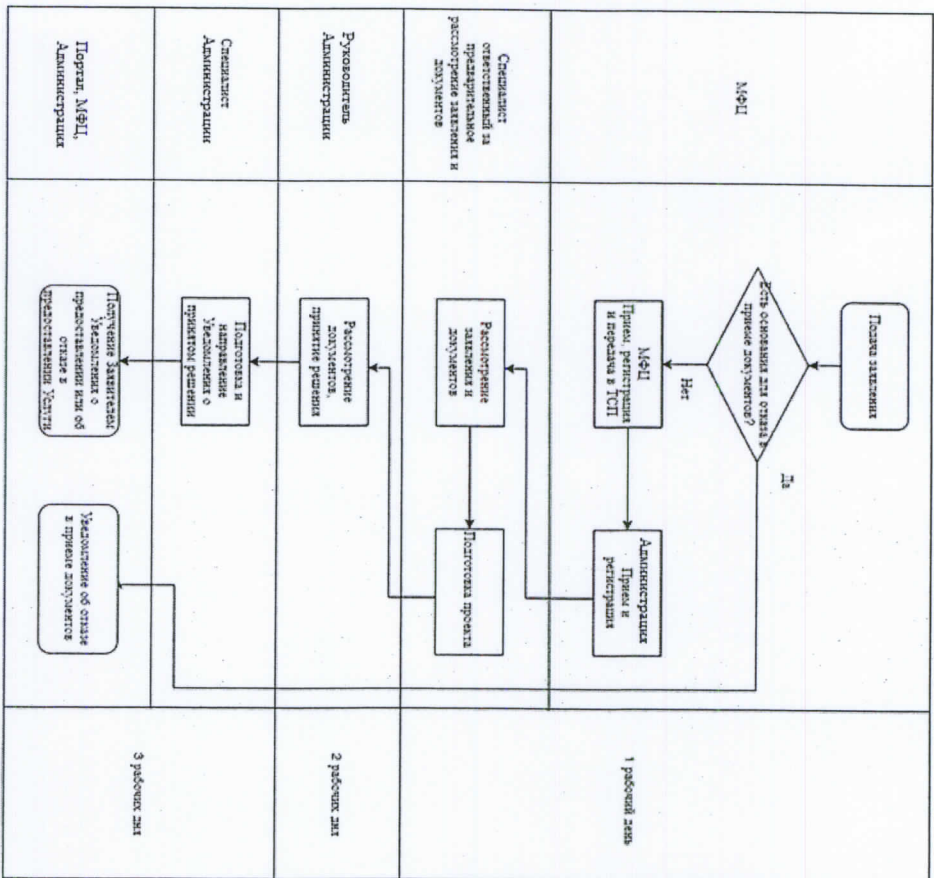 МФЦ
Подача заявления
Есть основания для отказа в
приеме документов?
Да
Нет
МФЦ
Прием, регистрация
и передача в ТСП
Администрация
Прием и
регистрация
1 рабочий день
Специалист
ответственный за
предварительное
рассмотрение заявления и
документов
Рассмотрение
заявления и
документов
Подготовка проекта
Руководитель
Администрации
Рассмотрение
документов,
принятие решения
2 рабочих дня
Специалист
Администрации
Подготовка и
направление
Уведомления о
принятом решении
3 рабочих дня
Портал, МФЦ,
Администрация
Получение Заявителем
Уведомления о
предоставлении или об
отказе в
предоставлении Услуги
Уведомление об отказе
в приеме документов